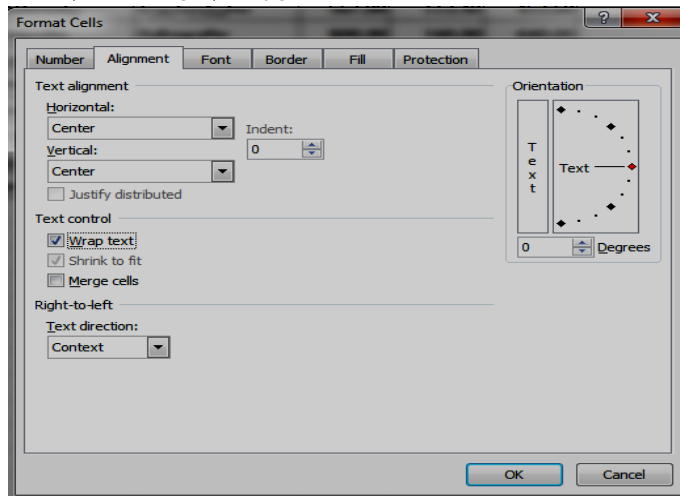 Format Cells
Number Alignment Font Border Fill Protection
Text alignment
Horizontal:
Center
Indent:
0
Vertical:
Center
Justify distributed
Text control
Wrap text
Shrink to fit
Merge cells
Right-to-left
Text direction:
Context
Orientation
Text
Text
0 Degrees
OK Cancel